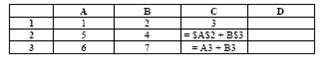 A B C D
1 1 2 3
2 5 4 = $A$2 + B$3
3 6 7 = A3 + B3